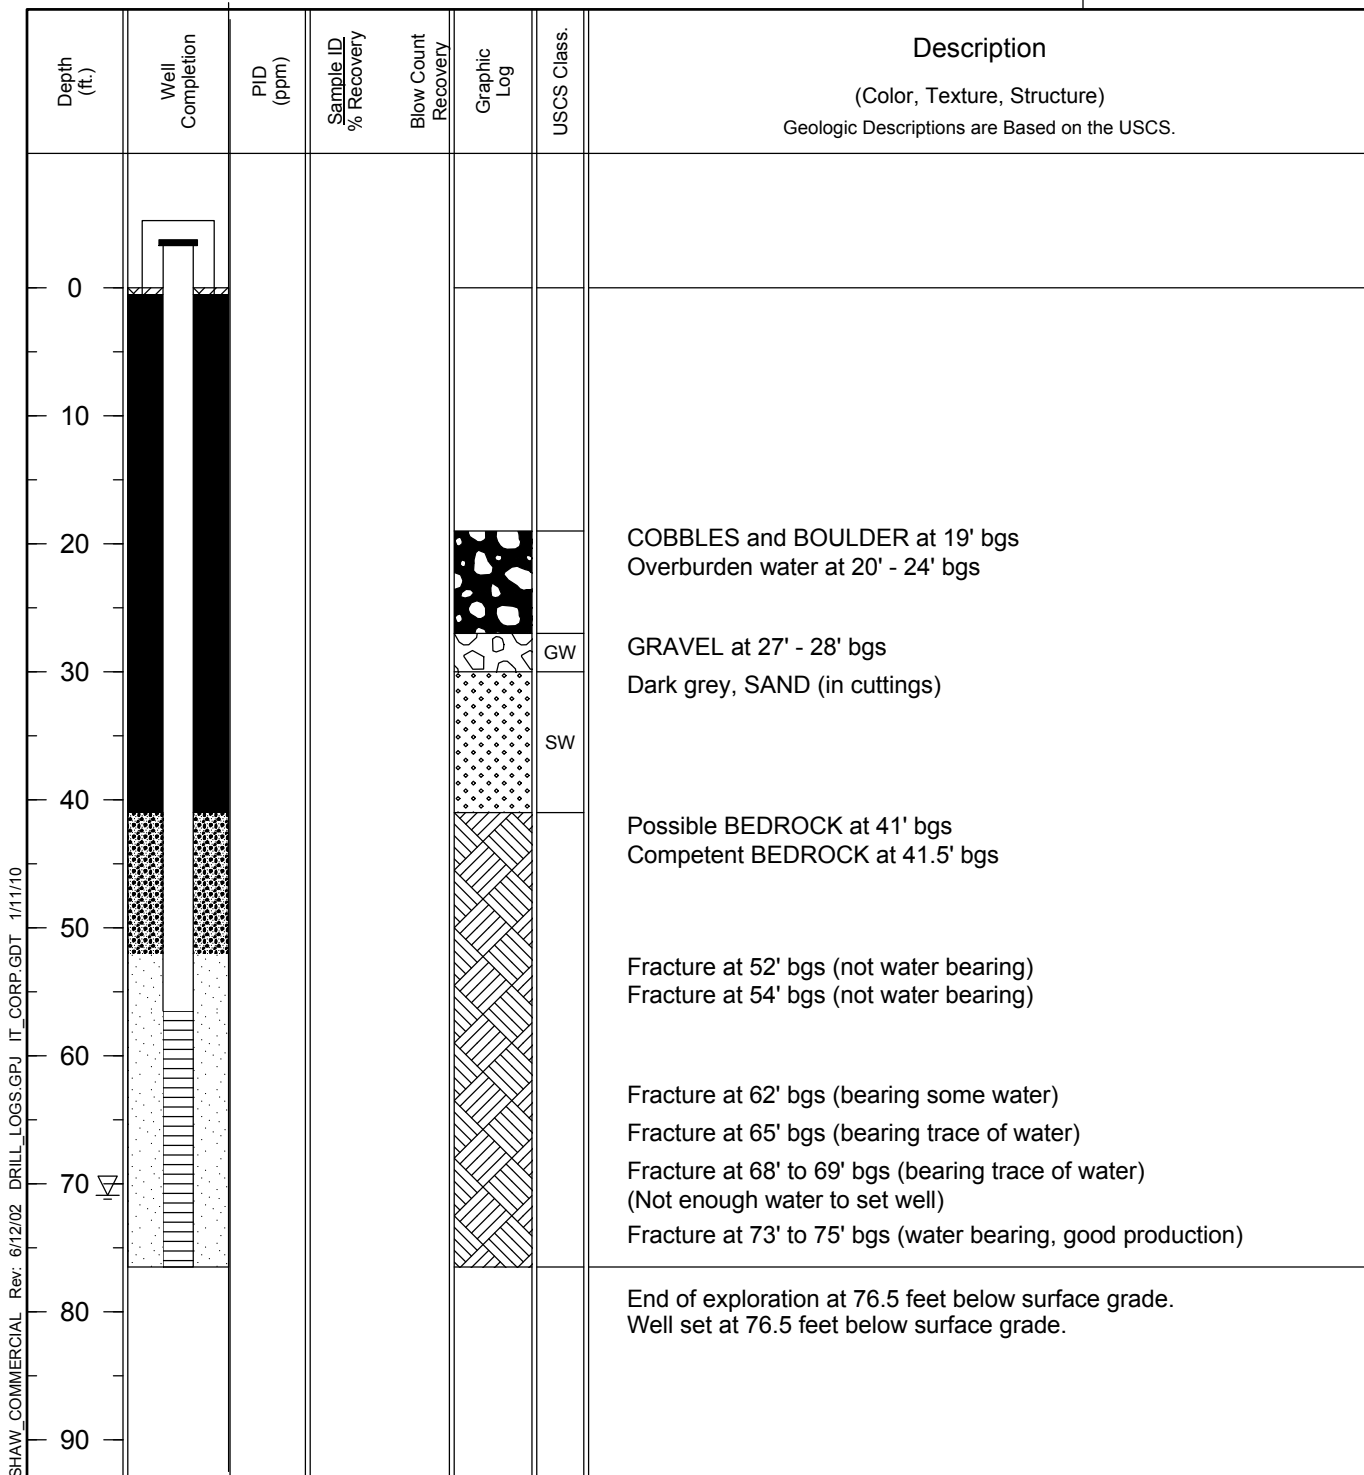 Depth
(ft.)
Well
Completion
PID
(ppm)
Sample ID
% Recovery
Blow Count
Recovery
Graphic
Log
USCS Class.
Description
(Color, Texture, Structure)
Geologic Descriptions are Based on the USCS.
0
10
20
COBBLES and BOULDER at 19' bgs
Overburden water at 20' - 24' bgs
GW
GRAVEL at 27' - 28' bgs
30
Dark grey, SAND (in cuttings)
SW
40
Possible BEDROCK at 41' bgs
Competent BEDROCK at 41.5' bgs
50
Fracture at 52' bgs (not water bearing)
Fracture at 54' bgs (not water bearing)
60
Fracture at 62' bgs (bearing some water)
Fracture at 65' bgs (bearing trace of water)
70
Fracture at 68' to 69' bgs (bearing trace of water)
(Not enough water to set well)
Fracture at 73' to 75' bgs (water bearing, good production)
80
End of exploration at 76.5 feet below surface grade.
Well set at 76.5 feet below surface grade.
90
SHAW_COMMERCIAL Rev: 6/12/02 DRILL_LOGS.GPJ IT_CORP.GDT 1/11/10